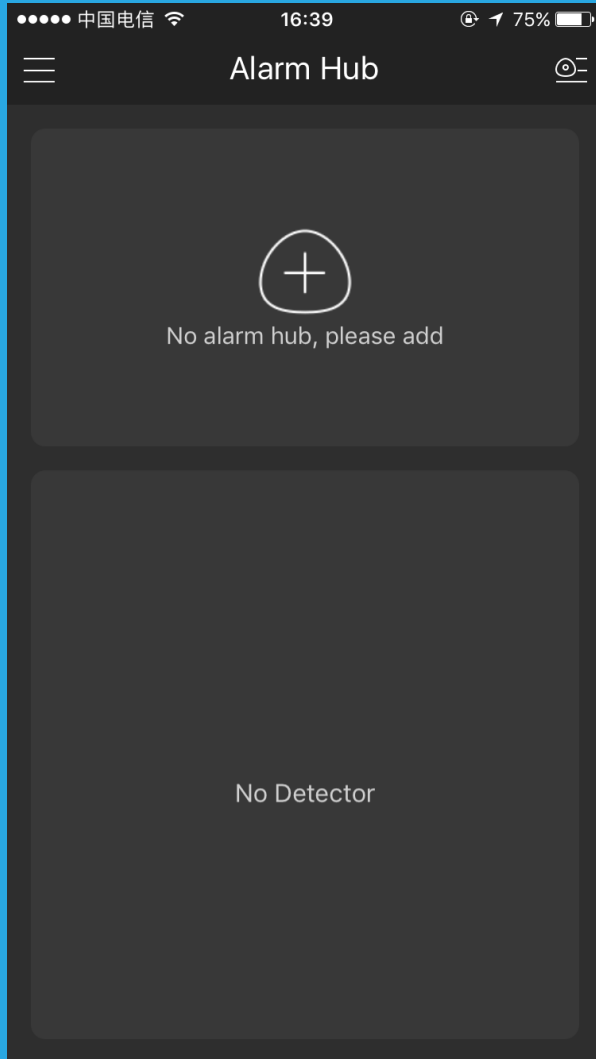 中国电信 16:39 75%
Alarm Hub
No alarm hub, please add
No Detector